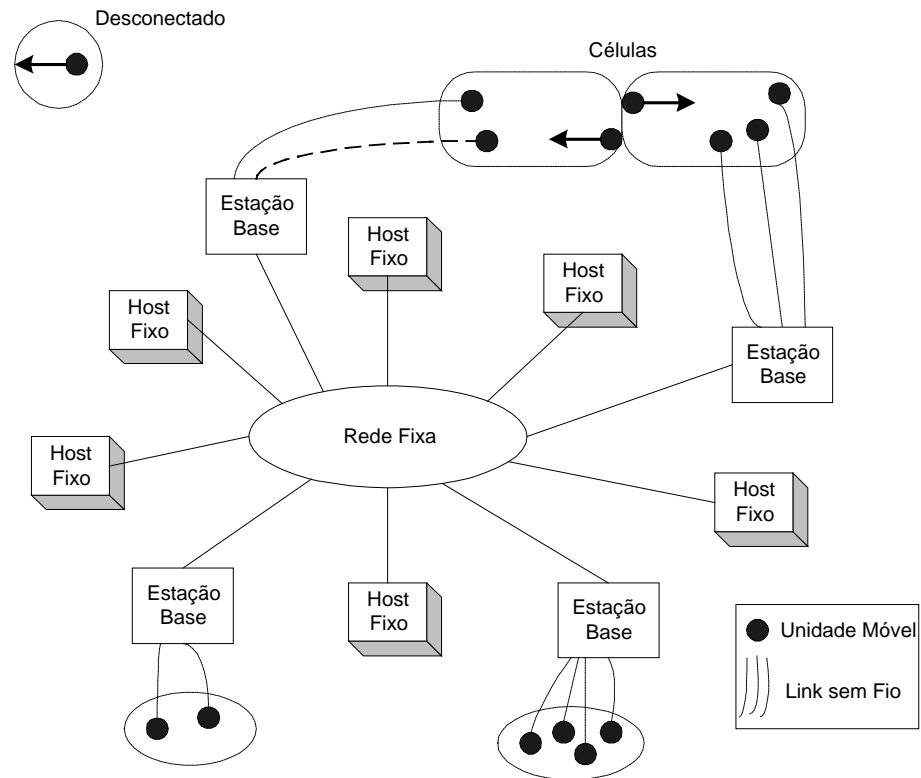 Desconectado
Células
Estação
Base
Host
Fixo
Host
Fixo
Host
Fixo
Estação
Base
Rede Fixa
Host
Fixo
Host
Fixo
Estação
Base
Host
Fixo
Estação
Base
Unidade Móvel
Link sem Fio